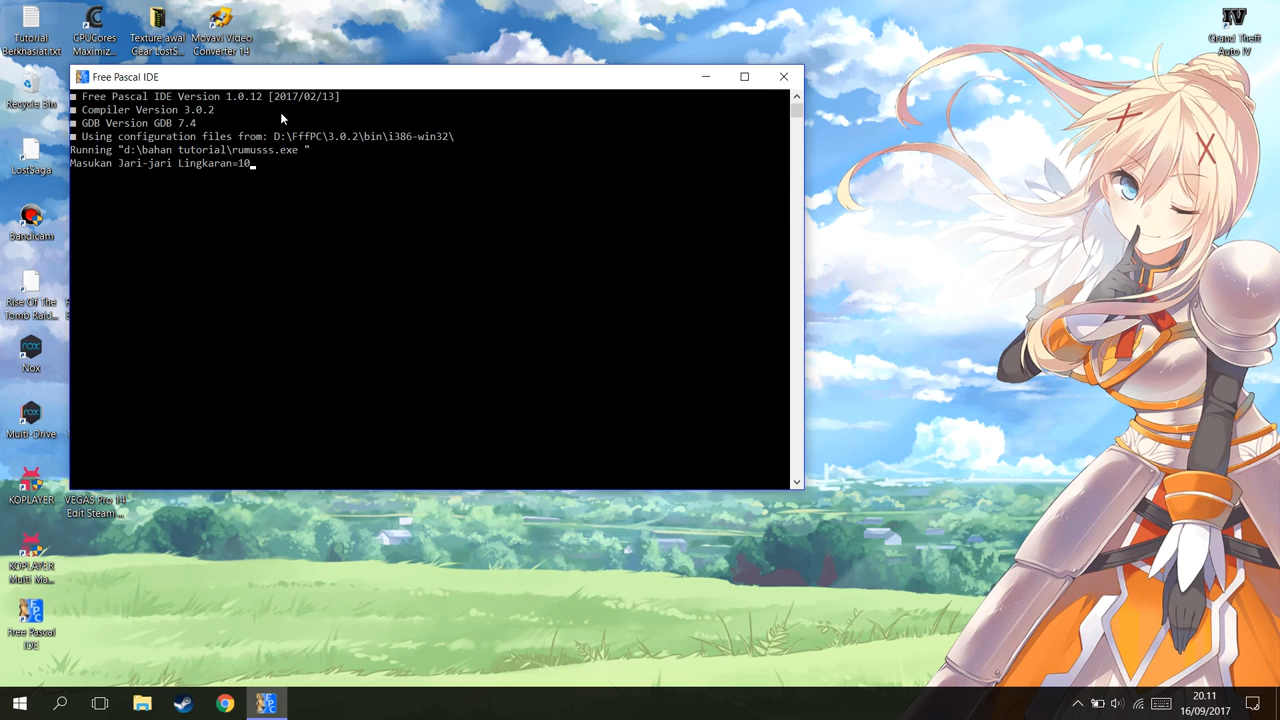 Tutorial
Berkhasiat.txt
GPUCores
Maximiz...
Texture awal
Gear LostS...
Movavi Video
Converter 14
Grand Theft
Auto IV
Recycle Bin
Free Pascal IDE
Free Pascal IDE Version 1.0.12 [2017/02/13]
Compiler Version 3.0.2
GDB Version GDB 7.4
Using configuration files from: D:\FffPC\3.0.2\bin\i386-win32\
Running "d:\bahan tutorial\rumusss.exe "
Masukan Jari-jari Lingkaran=10
LostSaga
Bandicam
Rise Of The
Tomb Raid...
nox
Nox
nox
Multi-Drive
KOPLAYER
VEGAS Pro 14
Edit Steam ...
KOPLAYER
Multi Ma...
FPC
Free Pascal
IDE
20.11
16/09/2017